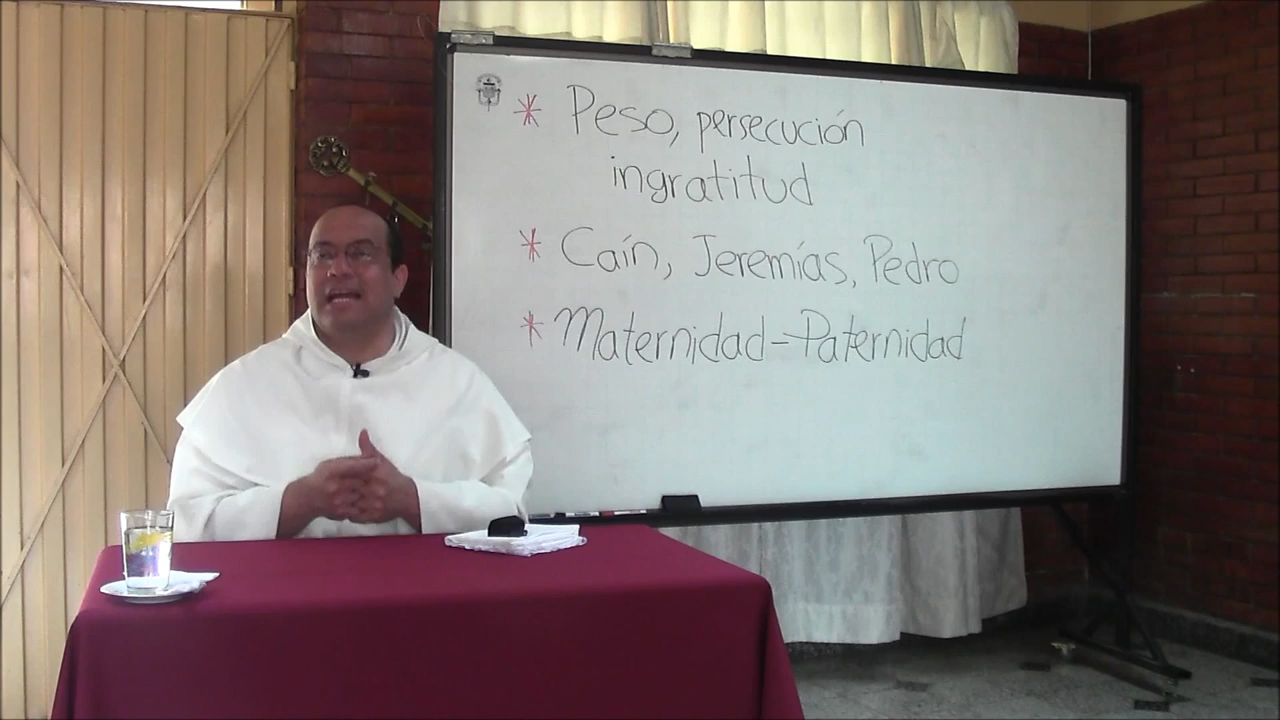 * Peso, persecución
ingratitud
* Caín, Jeremías, Pedro
* Maternidad-Paternidad